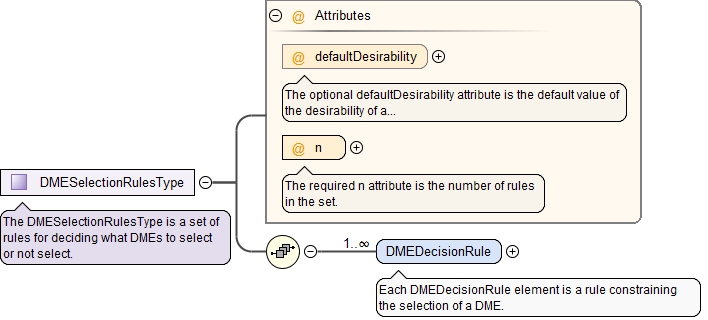 @ Attributes
@ defaultDesirability
The optional defaultDesirability attribute is the default value of
the desirability of a...
@ n
The required n attribute is the number of rules
in the set.
DMESelectionRulesType
The DMESelectionRulesType is a set of
rules for deciding what DMEs to select
or not select.
1..∞
DMEDecisionRule
Each DMEDecisionRule element is a rule constraining
the selection of a DME.